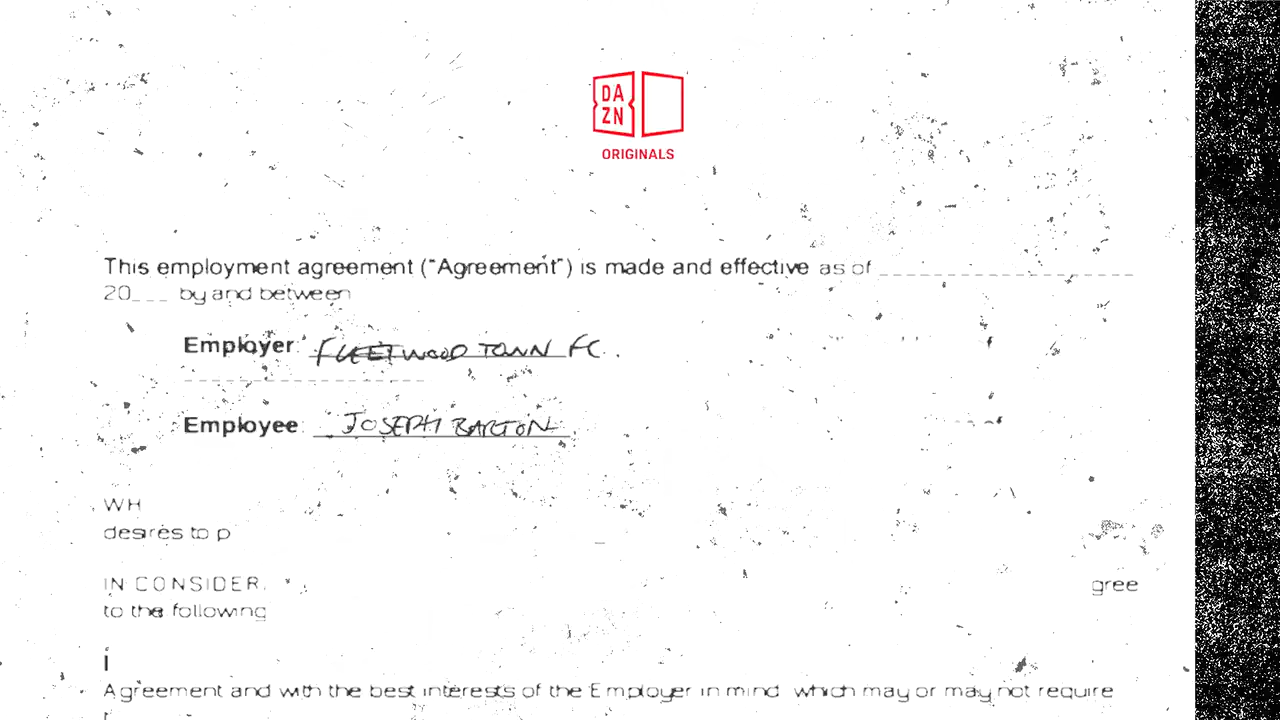 DA
ZN
ORIGINALS
This employment agreement ("Agreement") is made and effective as of
20___ by and between
Employer: FLEETWOOD TOWN FC.
Employee: JOSEPH BARTON
WH
desires to p
IN CONSIDER
gree
to the following
Agreement and with the best interests of the Employer in mind which may or may not require